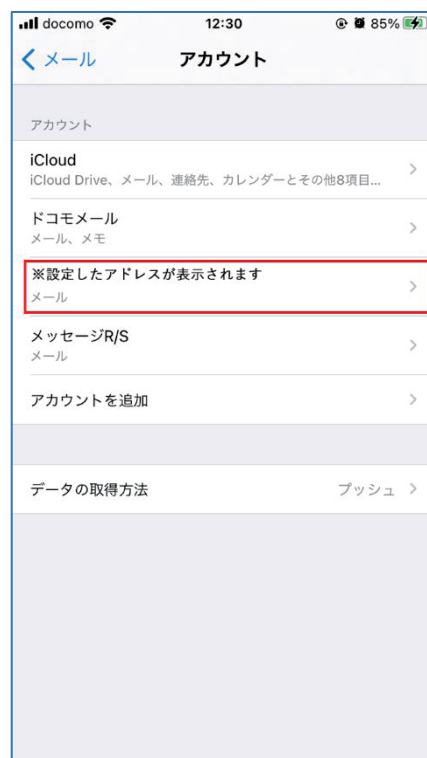 docomo 12:30 85%
メール アカウント
アカウント
iCloud
iCloud Drive、メール、連絡先、カレンダーとその他8項目...
ドコモメール
メール、メモ
※設定したアドレスが表示されます
メール
メッセージR/S
メール
アカウントを追加
データの取得方法 プッシュ